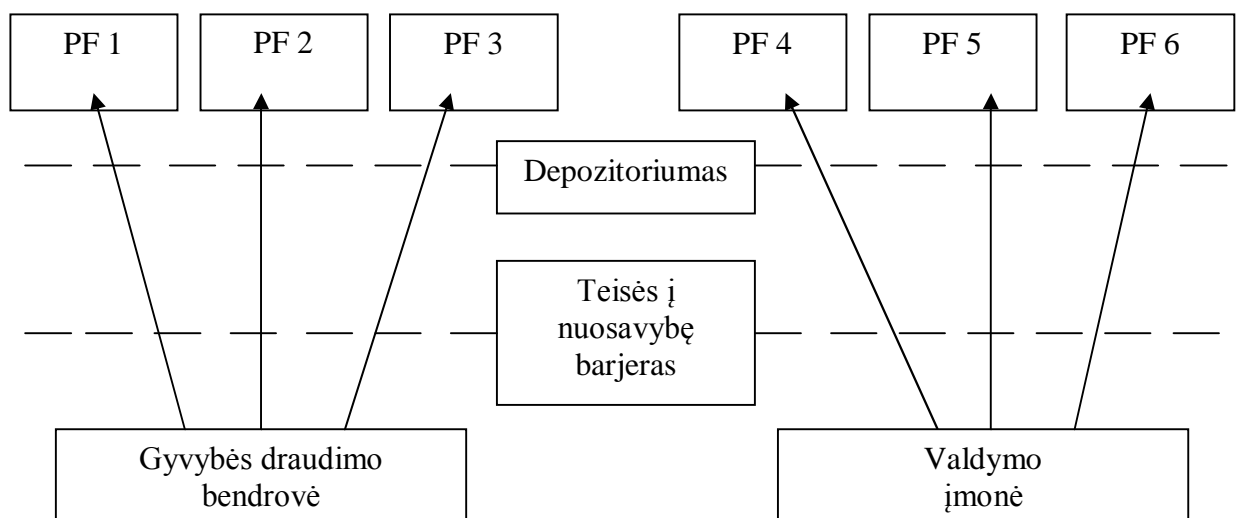 PF 1
PF 2
PF 3
PF 4
PF 5
PF 6
Depozitoriumas
Teisės į
nuosavybę
barjeras
Gyvybės draudimo
bendrovė
Valdymo
įmonė